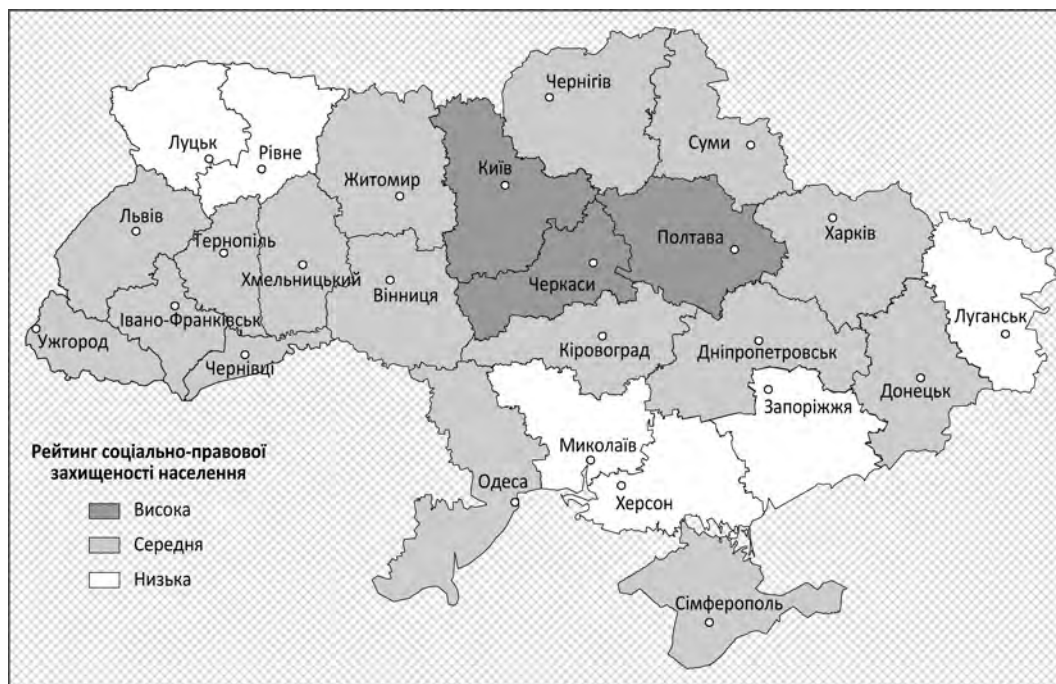 Чернігів
Суми
Луцьк
Рівне
Житомир
Київ
Львів
Тернопіль
Хмельницький
Полтава
Харків
Черкаси
Вінниця
Івано-Франківськ
Ужгород
Чернівці
Кіровоград
Дніпропетровськ
Луганськ
Донецьк
Запоріжжя
Миколаїв
Херсон
Одеса
Сімферополь
Рейтинг соціально-правової
захищеності населення
Висока
Середня
Низька